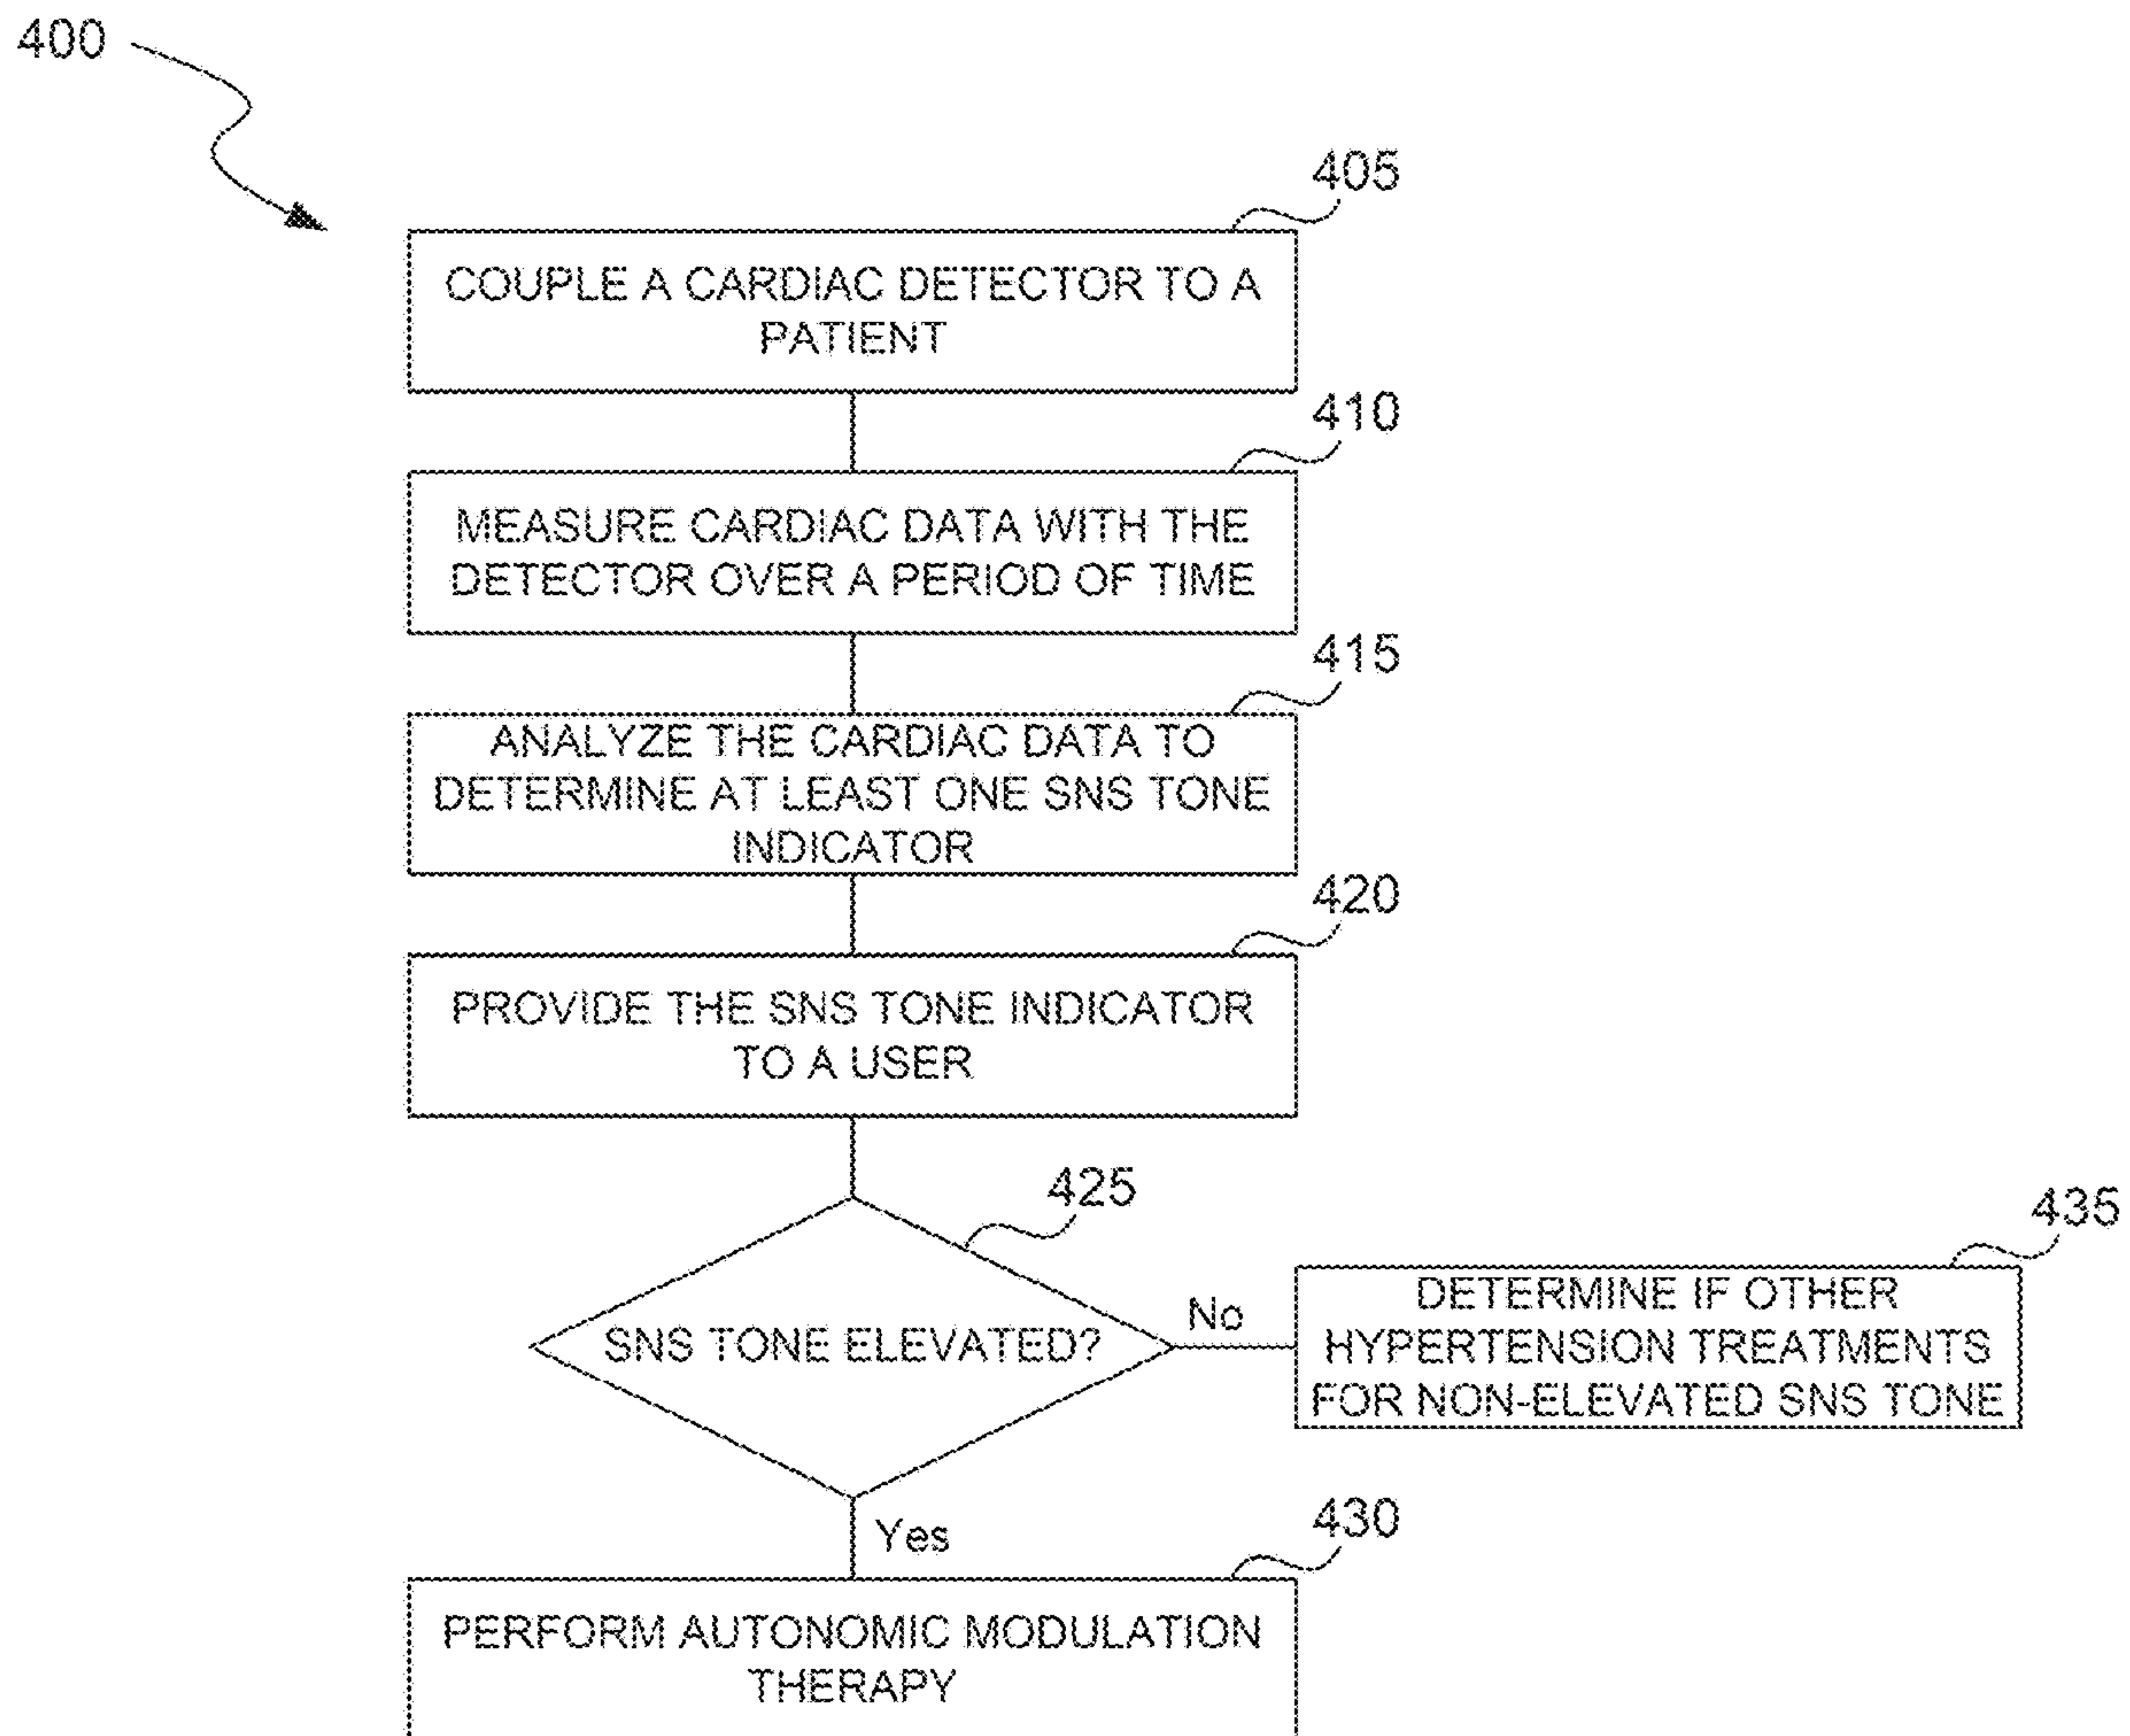 400
405
COUPLE A CARDIAC DETECTOR TO A
PATIENT
410
MEASURE CARDIAC DATA WITH THE
DETECTOR OVER A PERIOD OF TIME
415
ANALYZE THE CARDIAC DATA TO
DETERMINE AT LEAST ONE SNS TONE
INDICATOR
420
PROVIDE THE SNS TONE INDICATOR
TO A USER
425
SNS TONE ELEVATED?
No
435
DETERMINE IF OTHER
HYPERTENSION TREATMENTS
FOR NON-ELEVATED SNS TONE
Yes
430
PERFORM AUTONOMIC MODULATION
THERAPY